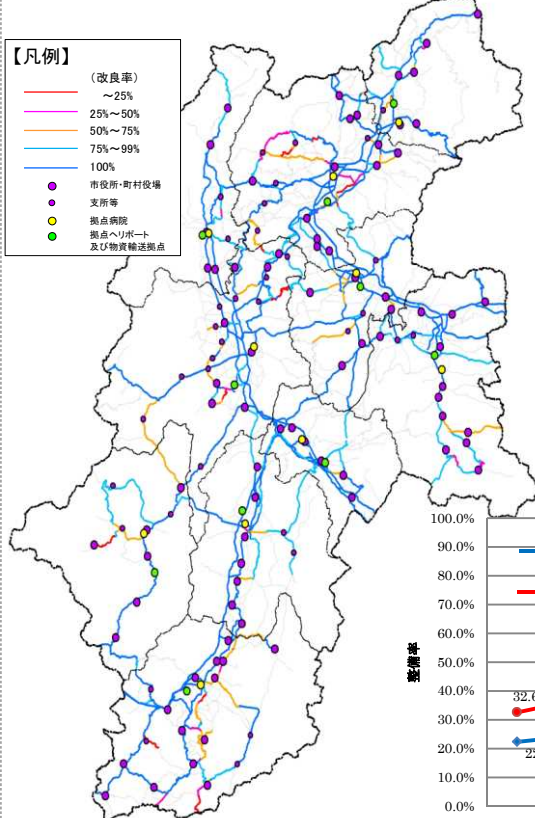 【凡例】
(改良率)
～25%
25%～50%
50%～75%
75%～99%
100%
市役所・町村役場
支所等
拠点病院
拠点ヘリポート
及び物資輸送拠点
100.0%
90.0%
80.0%
70.0%
60.0%
50.0%
40.0%
30.0%
20.0%
10.0%
0.0%
整備率
32.6
22